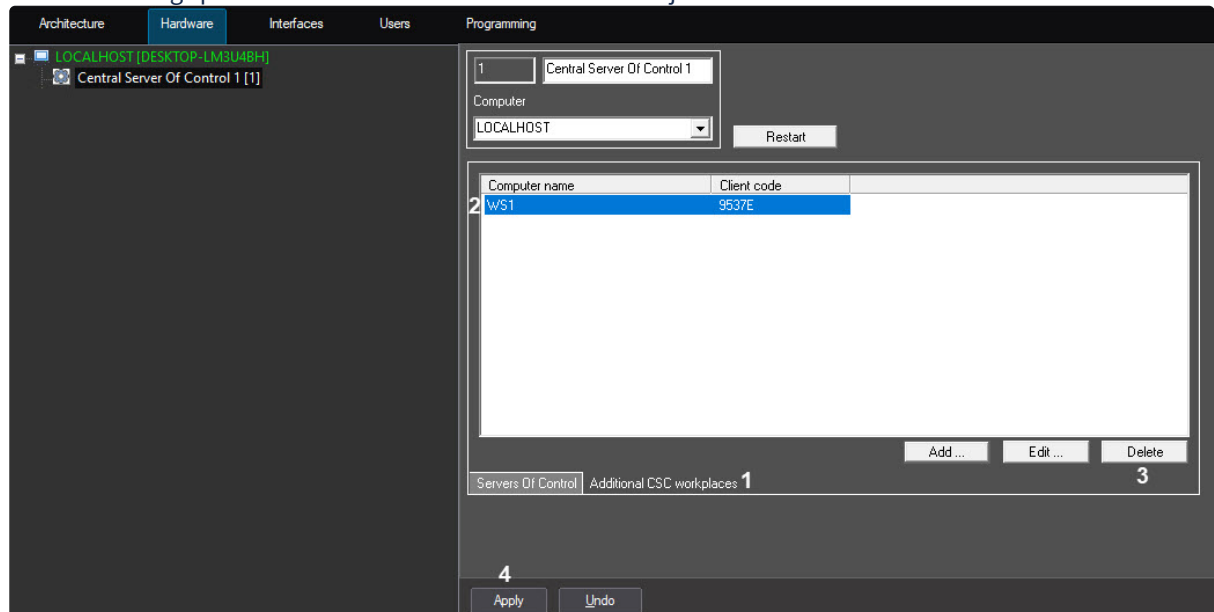 Architecture Hardware Interfaces Users Programming
LOCALHOST [DESKTOP-LM3U4BH]
Central Server Of Control 1 [1]
1 Central Server Of Control 1
Computer
LOCALHOST
Restart
Computer name Client code
2 WS1 9537E
Add ... Edit ... Delete
3
Servers Of Control Additional CSC workplaces 1
4
Apply Undo